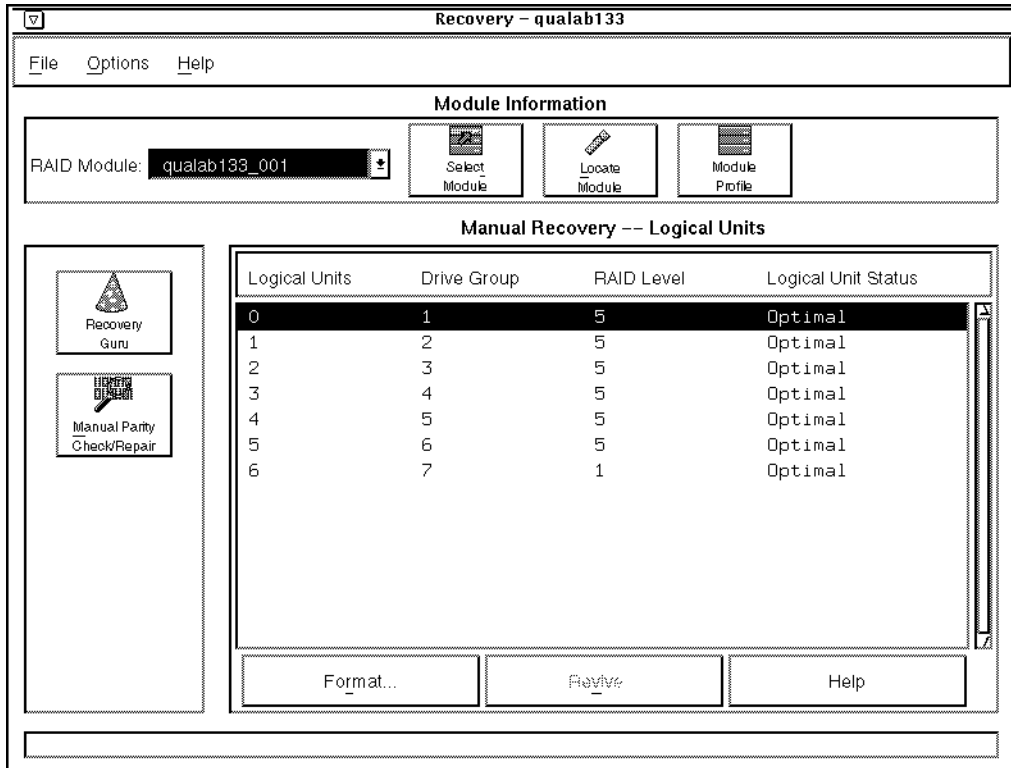 Recovery – qualab133
File Options Help
Module Information
RAID Module: qualab133_001
Select
Module
Locate
Module
Module
Profile
Manual Recovery –– Logical Units
Recovery
Guru
Manual Parity
Check/Repair
Logical Units Drive Group RAID Level Logical Unit Status
0 1 5 Optimal
1 2 5 Optimal
2 3 5 Optimal
3 4 5 Optimal
4 5 5 Optimal
5 6 5 Optimal
6 7 1 Optimal
Format... Revive Help